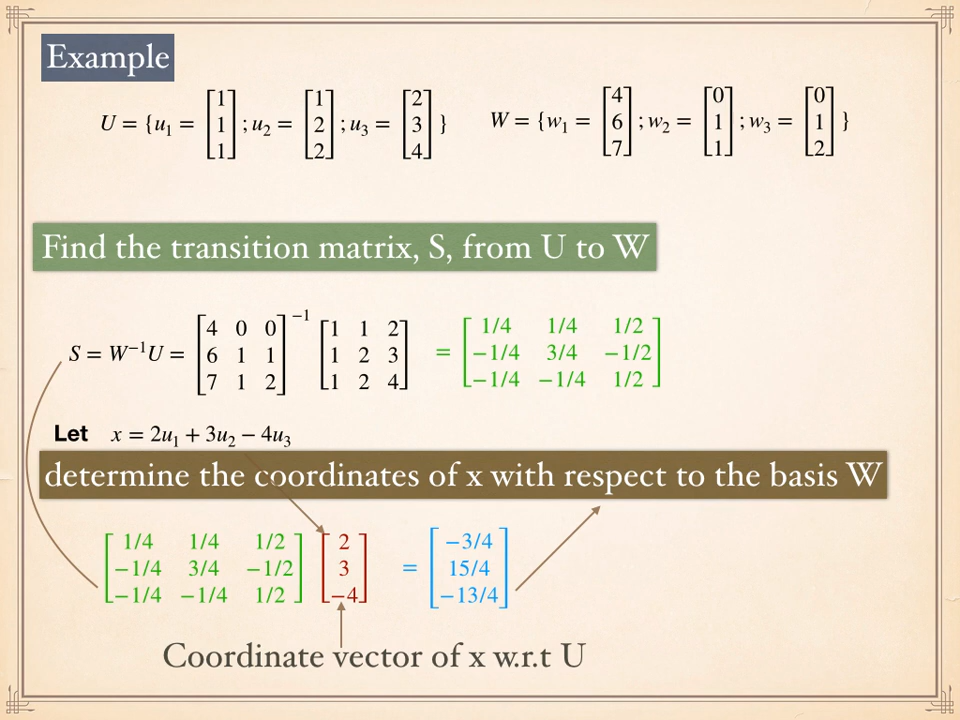 Example
U = {u₁ = [1 1 1] ; u₂ = [1 2 2] ; u₃ = [2 3 4] }
W = {w₁ = [4 6 7] ; w₂ = [0 1 1] ; w₃ = [0 1 2] }
Find the transition matrix, S, from U to W
S = W⁻¹U = [4 0 0; 6 1 1; 7 1 2]⁻¹ [1 1 2; 1 2 3; 1 2 4] = [1/4 1/4 1/2; −1/4 3/4 −1/2; −1/4 −1/4 1/2]
Let x = 2u₁ + 3u₂ − 4u₃
determine the coordinates of x with respect to the basis W
[1/4 1/4 1/2; −1/4 3/4 −1/2; −1/4 −1/4 1/2] [2; 3; −4] = [−3/4; 15/4; −13/4]
Coordinate vector of x w.r.t U